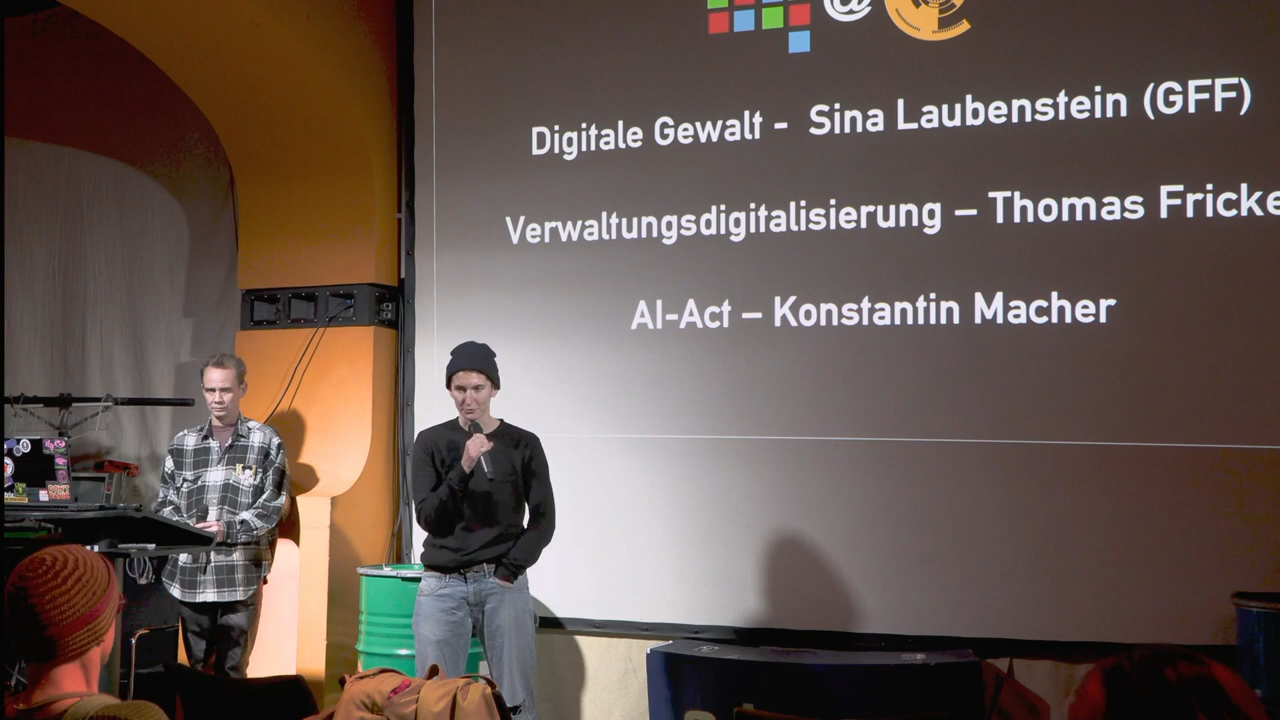 @
Digitale Gewalt - Sina Laubenstein (GFF)
Verwaltungsdigitalisierung – Thomas Fricke
AI-Act – Konstantin Macher